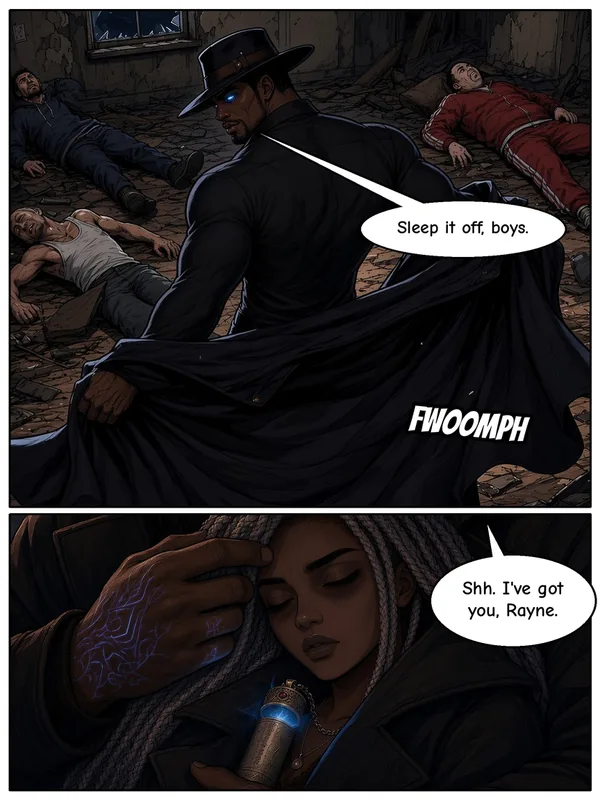 Sleep it off, boys.
FWOOMPH
Shh. I've got
you, Rayne.